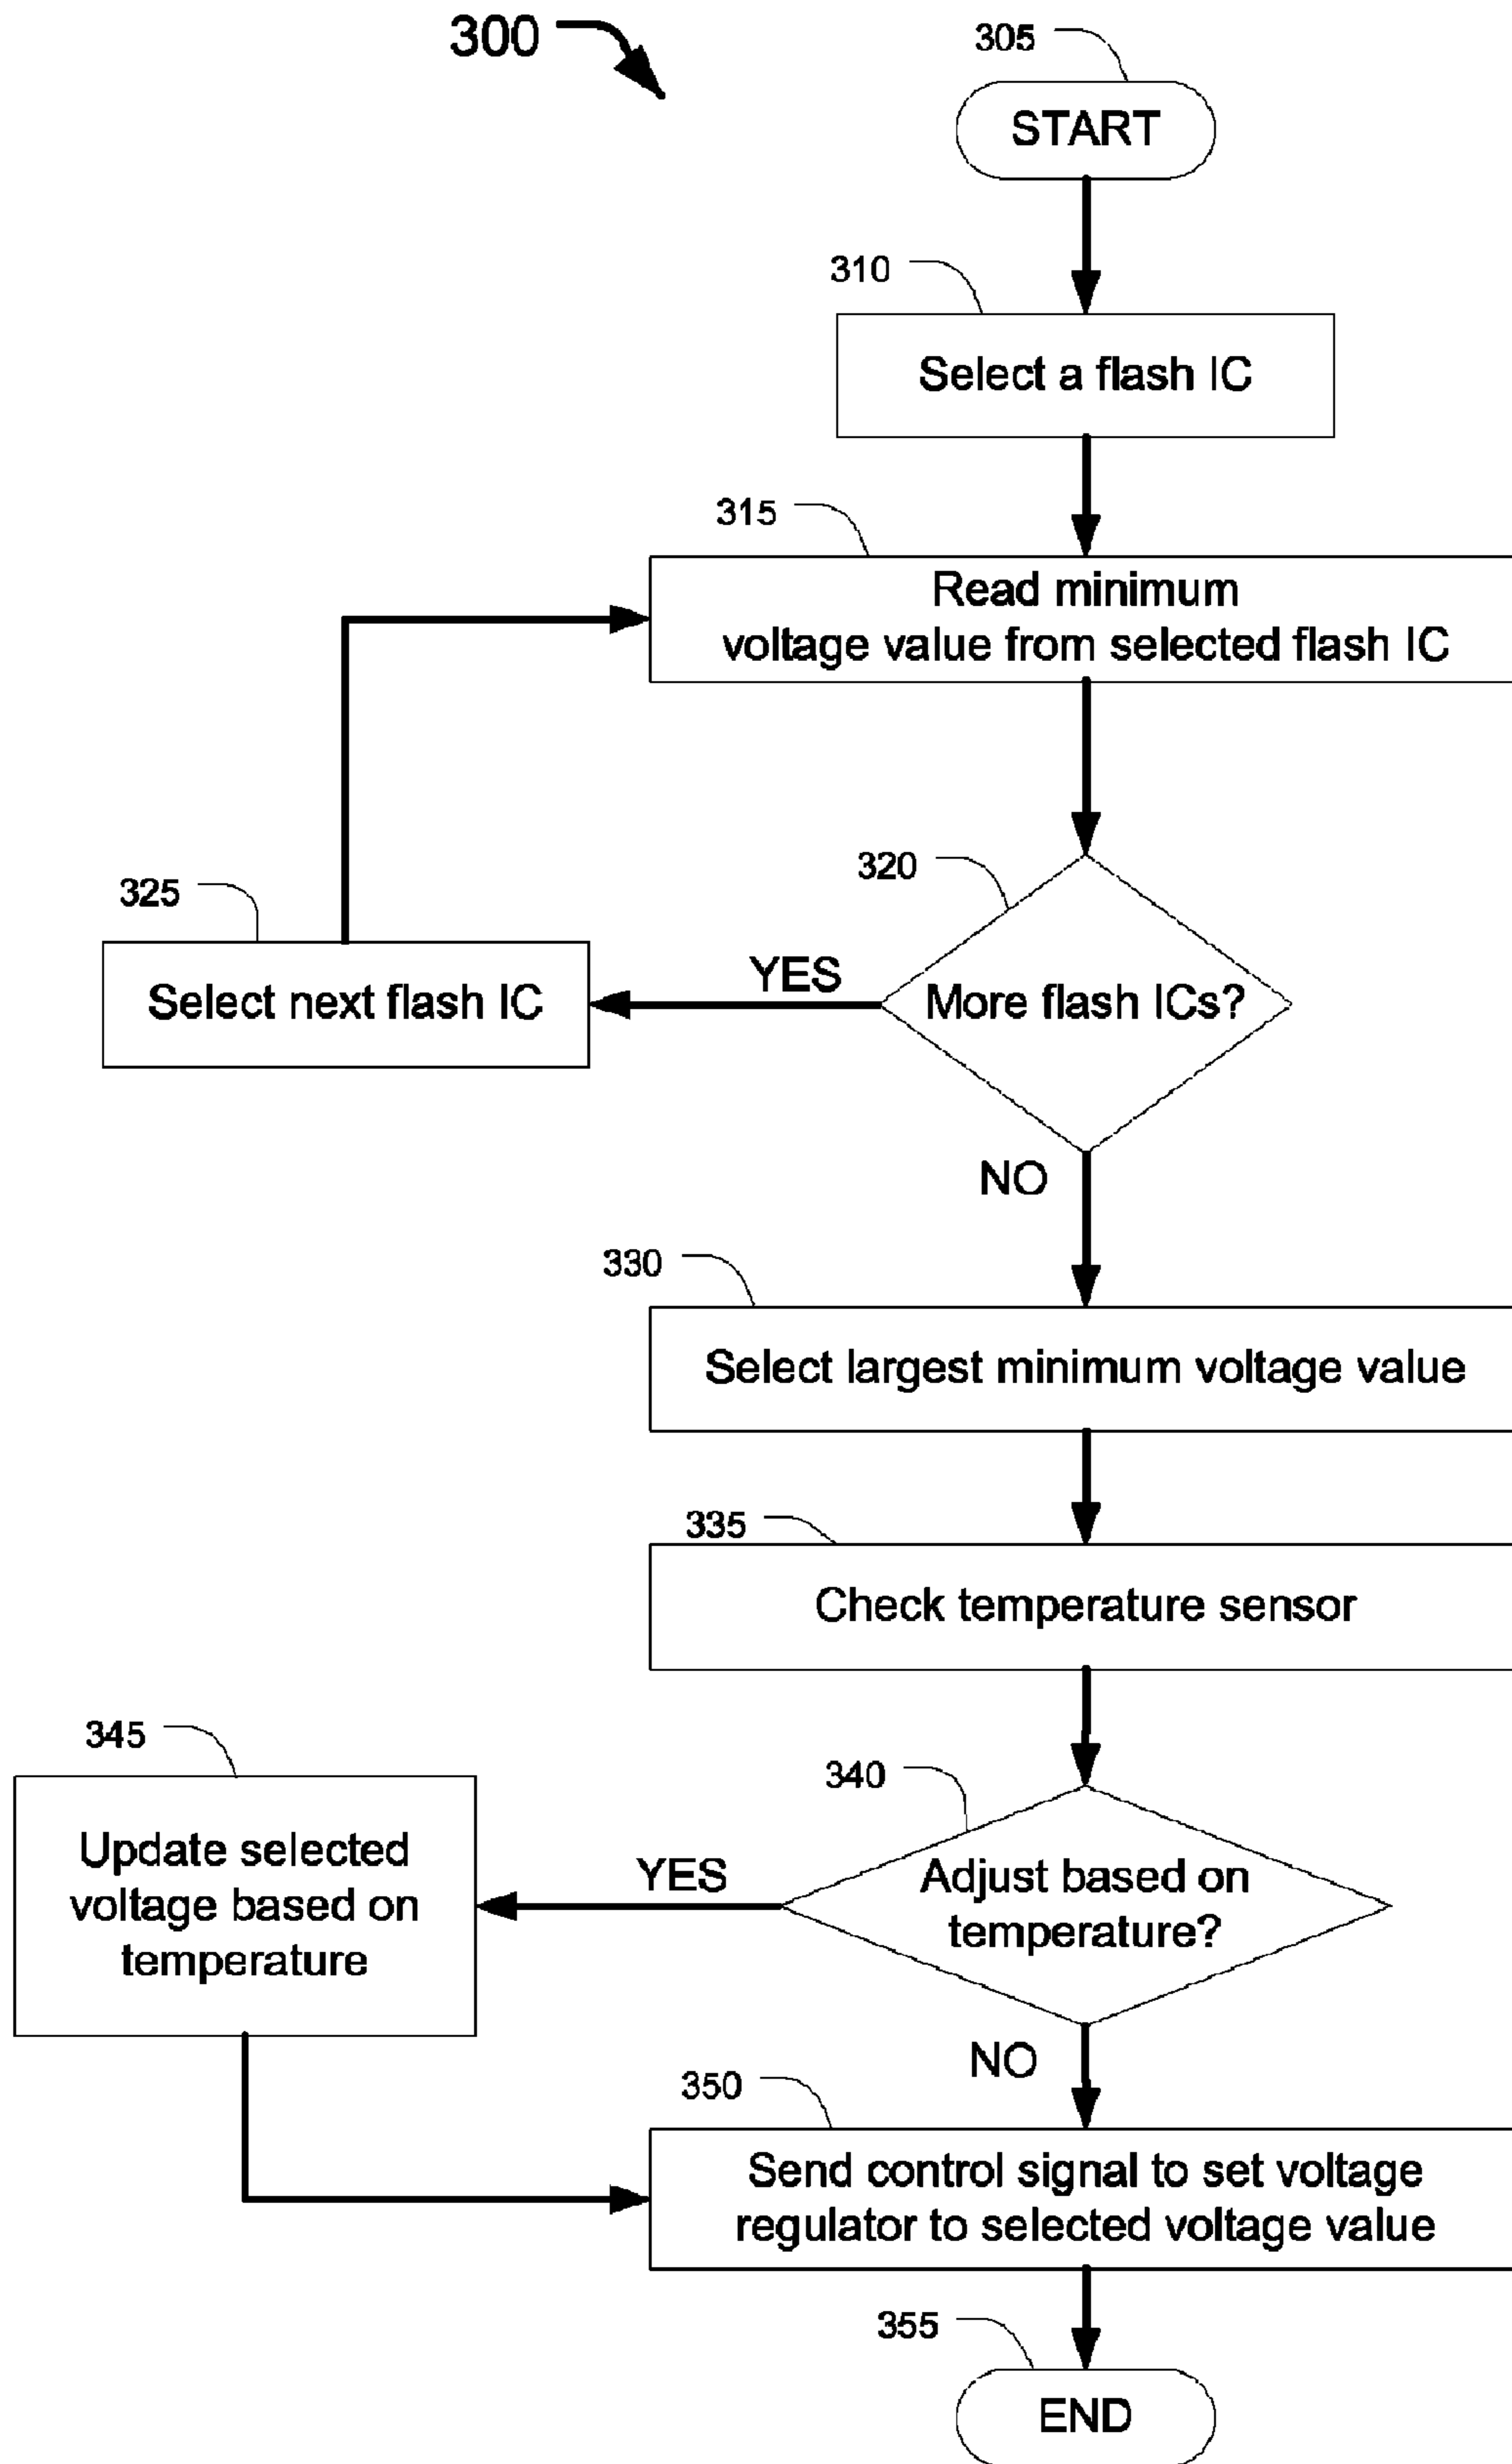 300
305
START
310
Select a flash IC
315
Read minimum
voltage value from selected flash IC
320
325
YES
Select next flash IC
More flash ICs?
NO
330
Select largest minimum voltage value
335
Check temperature sensor
345
340
Update selected
voltage based on
temperature
YES
Adjust based on
temperature?
NO
350
Send control signal to set voltage
regulator to selected voltage value
355
END